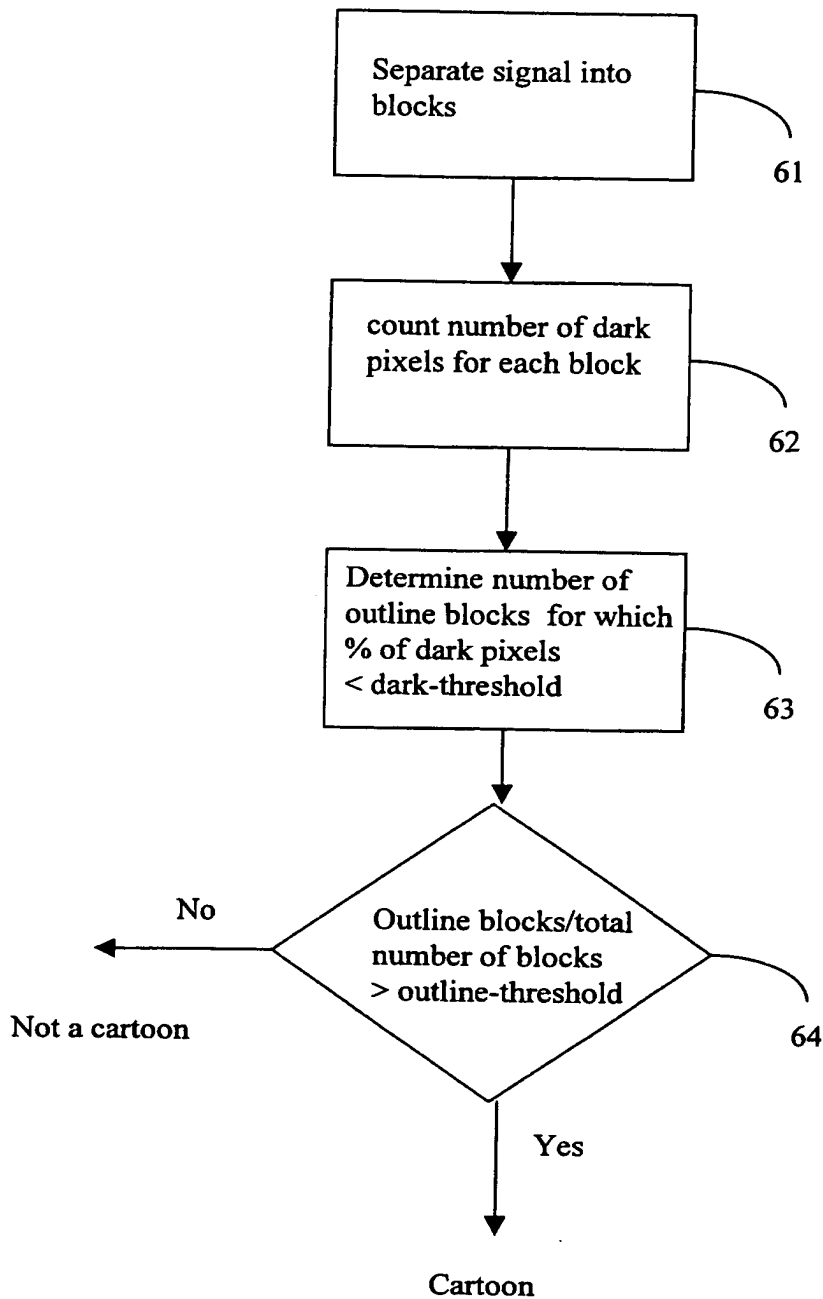 Separate signal into
blocks
61
count number of dark
pixels for each block
62
Determine number of
outline blocks for which
% of dark pixels
< dark-threshold
63
No
Outline blocks/total
number of blocks
> outline-threshold
Not a cartoon
64
Yes
Cartoon